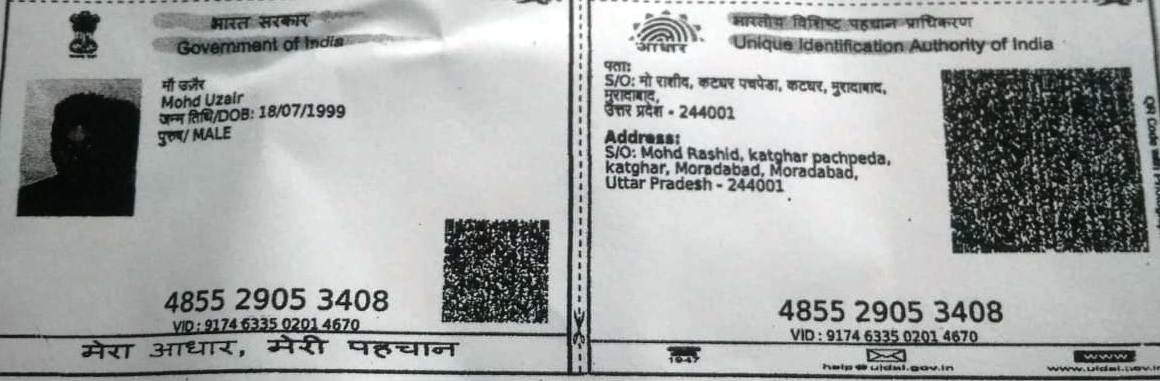 भारत सरकार
Government of India
मौ उज़ैर
Mohd Uzair
जन्म तिथि/DOB: 18/07/1999
पुरुष/ MALE
4855 2905 3408
VID : 9174 6335 0201 4670
मेरा आधार, मेरी पहचान
भारतीय विशिष्ट पहचान प्राधिकरण
Unique Identification Authority of India
आधार
पता:
S/O: मो राशीद, कटघर पचपेडा, कटघर, मुरादाबाद,
मुरादाबाद,
उत्तर प्रदेश - 244001
Address:
S/O: Mohd Rashid, katghar pachpeda,
katghar, Moradabad, Moradabad,
Uttar Pradesh - 244001
4855 2905 3408
VID : 9174 6335 0201 4670
1947
help@uidai.gov.in
www
www.uidai.gov.in